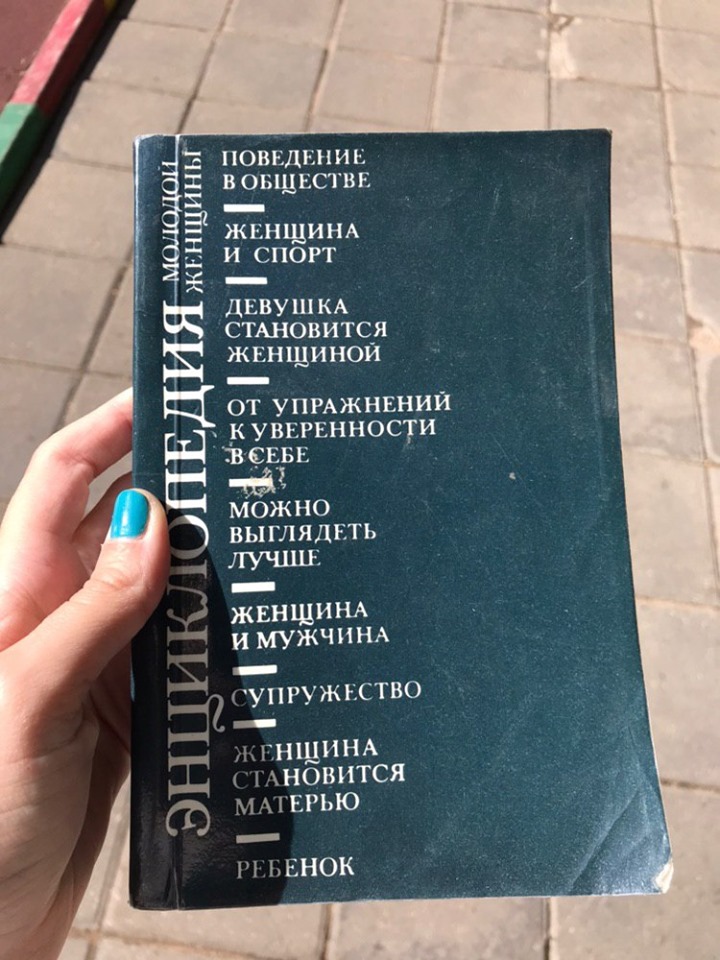 ЭНЦИКЛОПЕДИЯ
МОЛОДОЙ
ЖЕНЩИНЫ
ПОВЕДЕНИЕ
В ОБЩЕСТВЕ
ЖЕНЩИНА
И СПОРТ
ДЕВУШКА
СТАНОВИТСЯ
ЖЕНЩИНОЙ
ОТ УПРАЖНЕНИЙ
К УВЕРЕННОСТИ
В СЕБЕ
МОЖНО
ВЫГЛЯДЕТЬ
ЛУЧШЕ
ЖЕНЩИНА
И МУЖЧИНА
СУПРУЖЕСТВО
ЖЕНЩИНА
СТАНОВИТСЯ
МАТЕРЬЮ
РЕБЕНОК